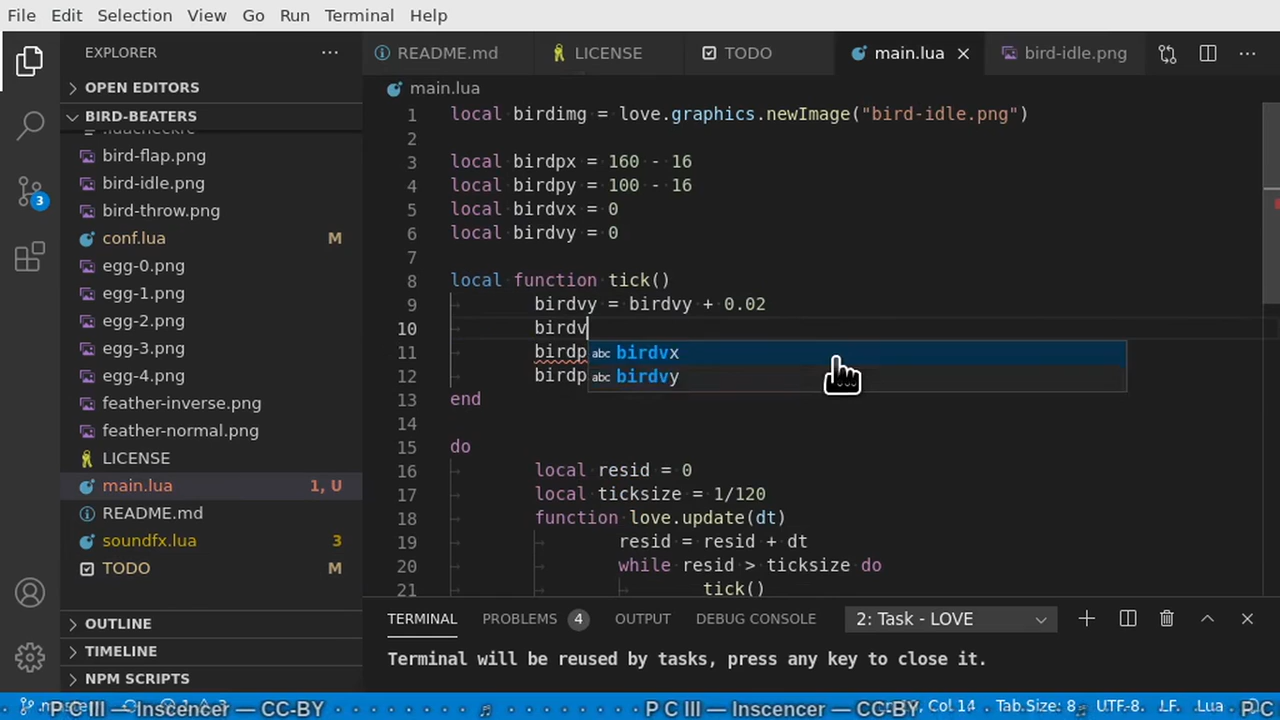 File Edit Selection View Go Run Terminal Help
EXPLORER ···
README.md LICENSE TODO main.lua bird-idle.png ···
OPEN EDITORS
BIRD-BEATERS
.luacheckrc
bird-flap.png
bird-idle.png
bird-throw.png
conf.lua M
egg-0.png
egg-1.png
egg-2.png
egg-3.png
egg-4.png
feather-inverse.png
feather-normal.png
LICENSE
main.lua 1, U
README.md
soundfx.lua 3
TODO M
OUTLINE
TIMELINE
NPM SCRIPTS
3
main.lua
1 local birdimg = love.graphics.newImage("bird-idle.png")
2
3 local birdpx = 160 - 16
4 local birdpy = 100 - 16
5 local birdvx = 0
6 local birdvy = 0
7
8 local function tick()
9 birdvy = birdvy + 0.02
10 birdv
11 birdp
12 birdp
abc birdvx
abc birdvy
13 end
14
15 do
16 local resid = 0
17 local ticksize = 1/120
18 function love.update(dt)
19 resid = resid + dt
20 while resid > ticksize do
21 tick()
TERMINAL PROBLEMS 4 OUTPUT DEBUG CONSOLE 2: Task - LOVE
Terminal will be reused by tasks, press any key to close it.
Col 14 Tab Size: 8 UTF-8 LF Lua
P C III — Inscencer — CC-BY P C III — Inscencer — CC-BY P C